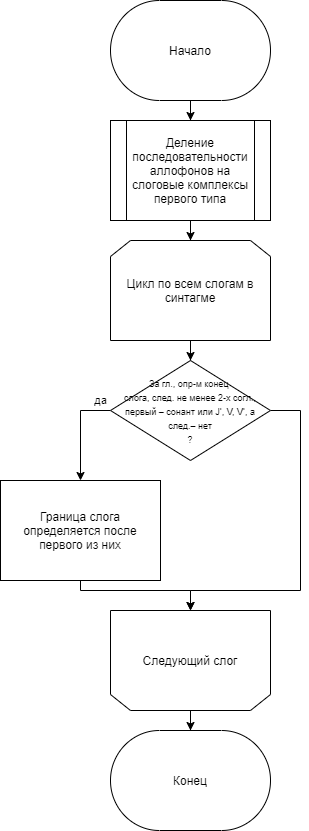 Начало
Деление
последовательности
аллофонов на
слоговые комплексы
первого типа
Цикл по всем слогам в
синтагме
За гл., опр-м конец
слога, след. не менее 2-х согл.,
первый – сонант или J', V, V', а
след.– нет
?
да
Граница слога
определяется после
первого из них
Следующий слог
Конец